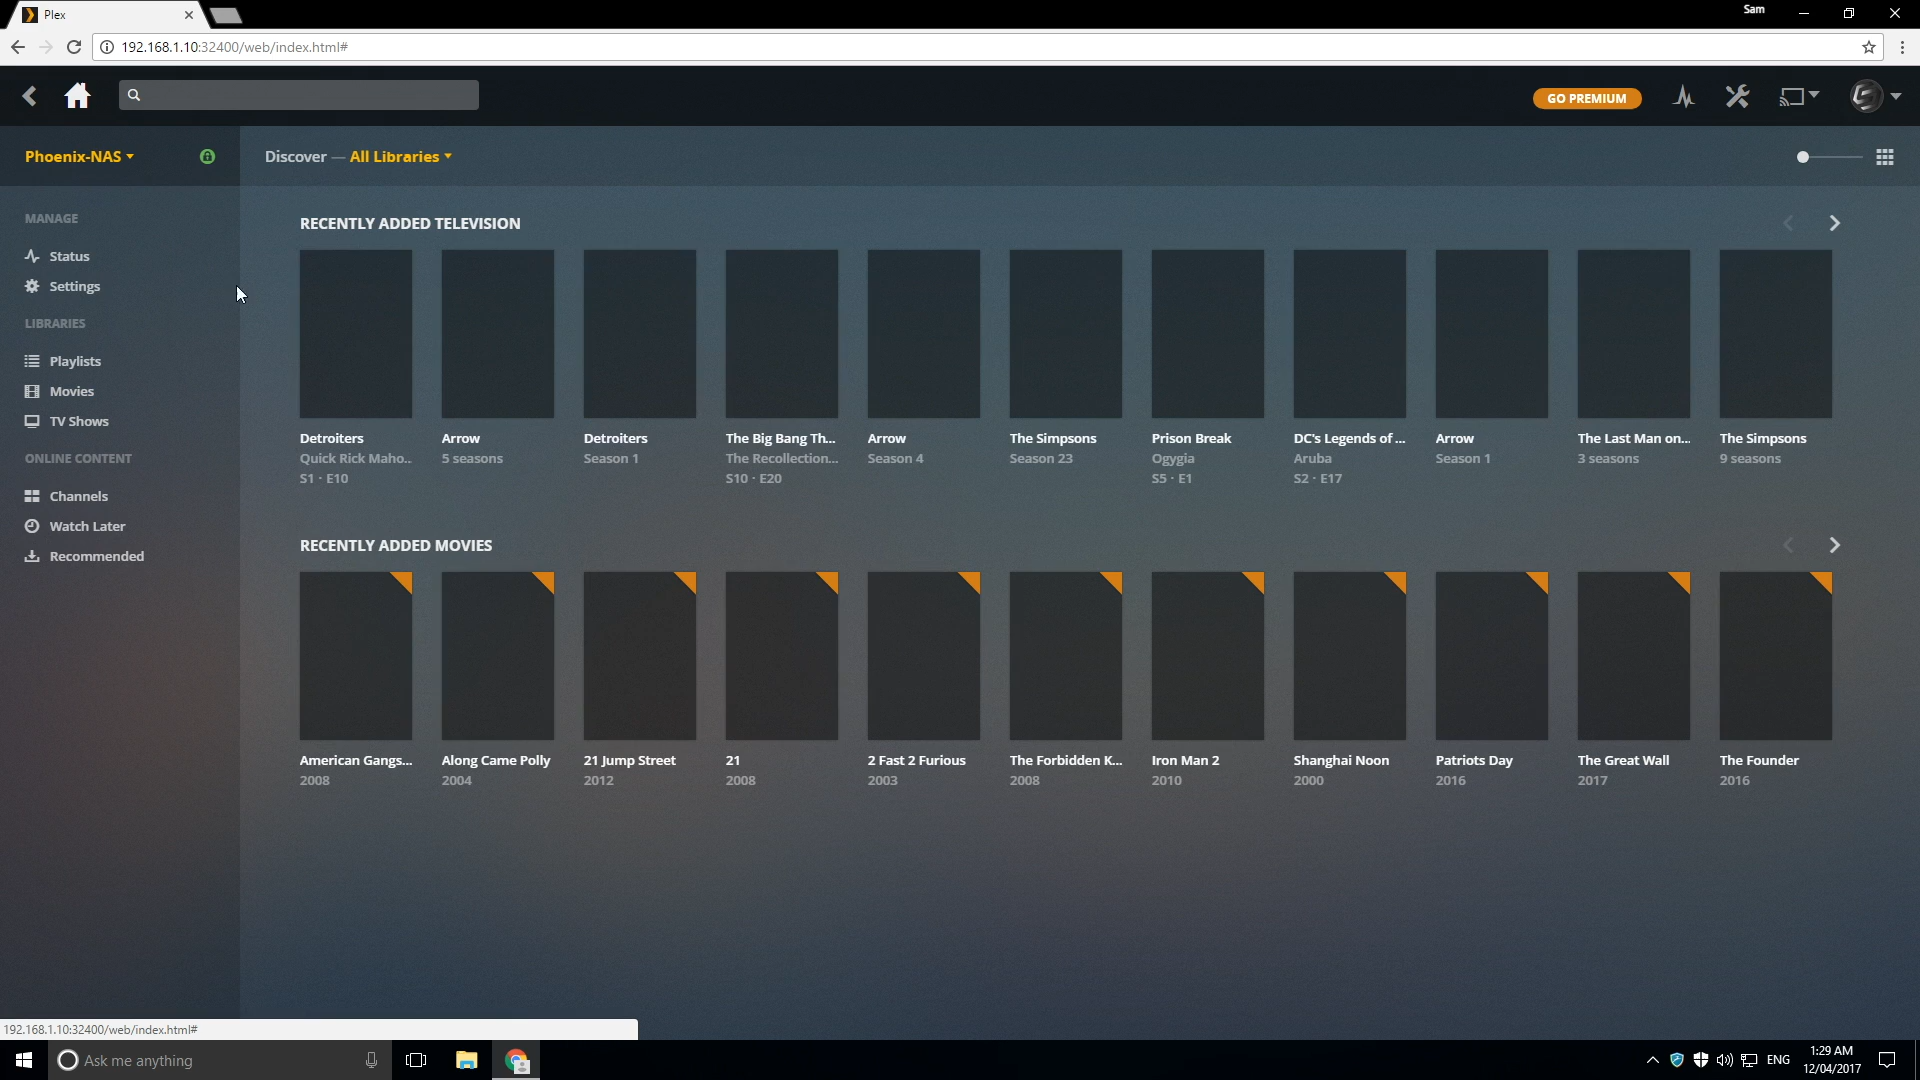 Plex
Sam
192.168.1.10:32400/web/index.html#
GO PREMIUM
Phoenix-NAS
Discover — All Libraries
MANAGE
Status
Settings
LIBRARIES
Playlists
Movies
TV Shows
ONLINE CONTENT
Channels
Watch Later
Recommended
RECENTLY ADDED TELEVISION
Detroiters
Quick Rick Maho...
S1 · E10
Arrow
5 seasons
Detroiters
Season 1
The Big Bang Th...
The Recollection...
S10 · E20
Arrow
Season 4
The Simpsons
Season 23
Prison Break
Ogygia
S5 · E1
DC's Legends of ...
Aruba
S2 · E17
Arrow
Season 1
The Last Man on...
3 seasons
The Simpsons
9 seasons
RECENTLY ADDED MOVIES
American Gangs...
2008
Along Came Polly
2004
21 Jump Street
2012
21
2008
2 Fast 2 Furious
2003
The Forbidden K...
2008
Iron Man 2
2010
Shanghai Noon
2000
Patriots Day
2016
The Great Wall
2017
The Founder
2016
192.168.1.10:32400/web/index.html#
Ask me anything
ENG
1:29 AM
12/04/2017